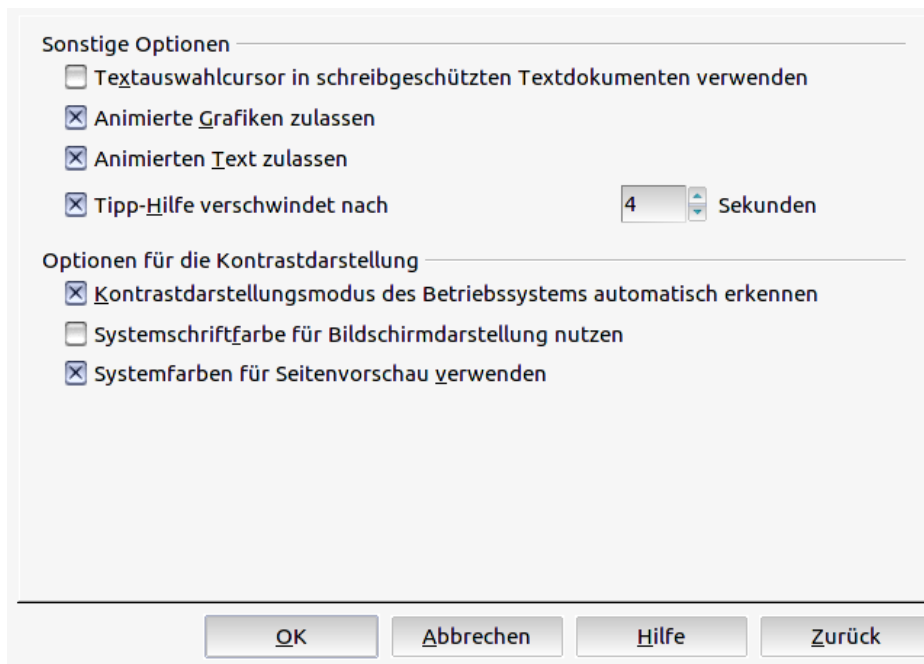 Sonstige Optionen
Textauswahlcursor in schreibgeschützten Textdokumenten verwenden
Animierte Grafiken zulassen
Animierten Text zulassen
Tipp-Hilfe verschwindet nach 4 Sekunden
Optionen für die Kontrastdarstellung
Kontrastdarstellungsmodus des Betriebssystems automatisch erkennen
Systemschriftfarbe für Bildschirmdarstellung nutzen
Systemfarben für Seitenvorschau verwenden
OK Abbrechen Hilfe Zurück